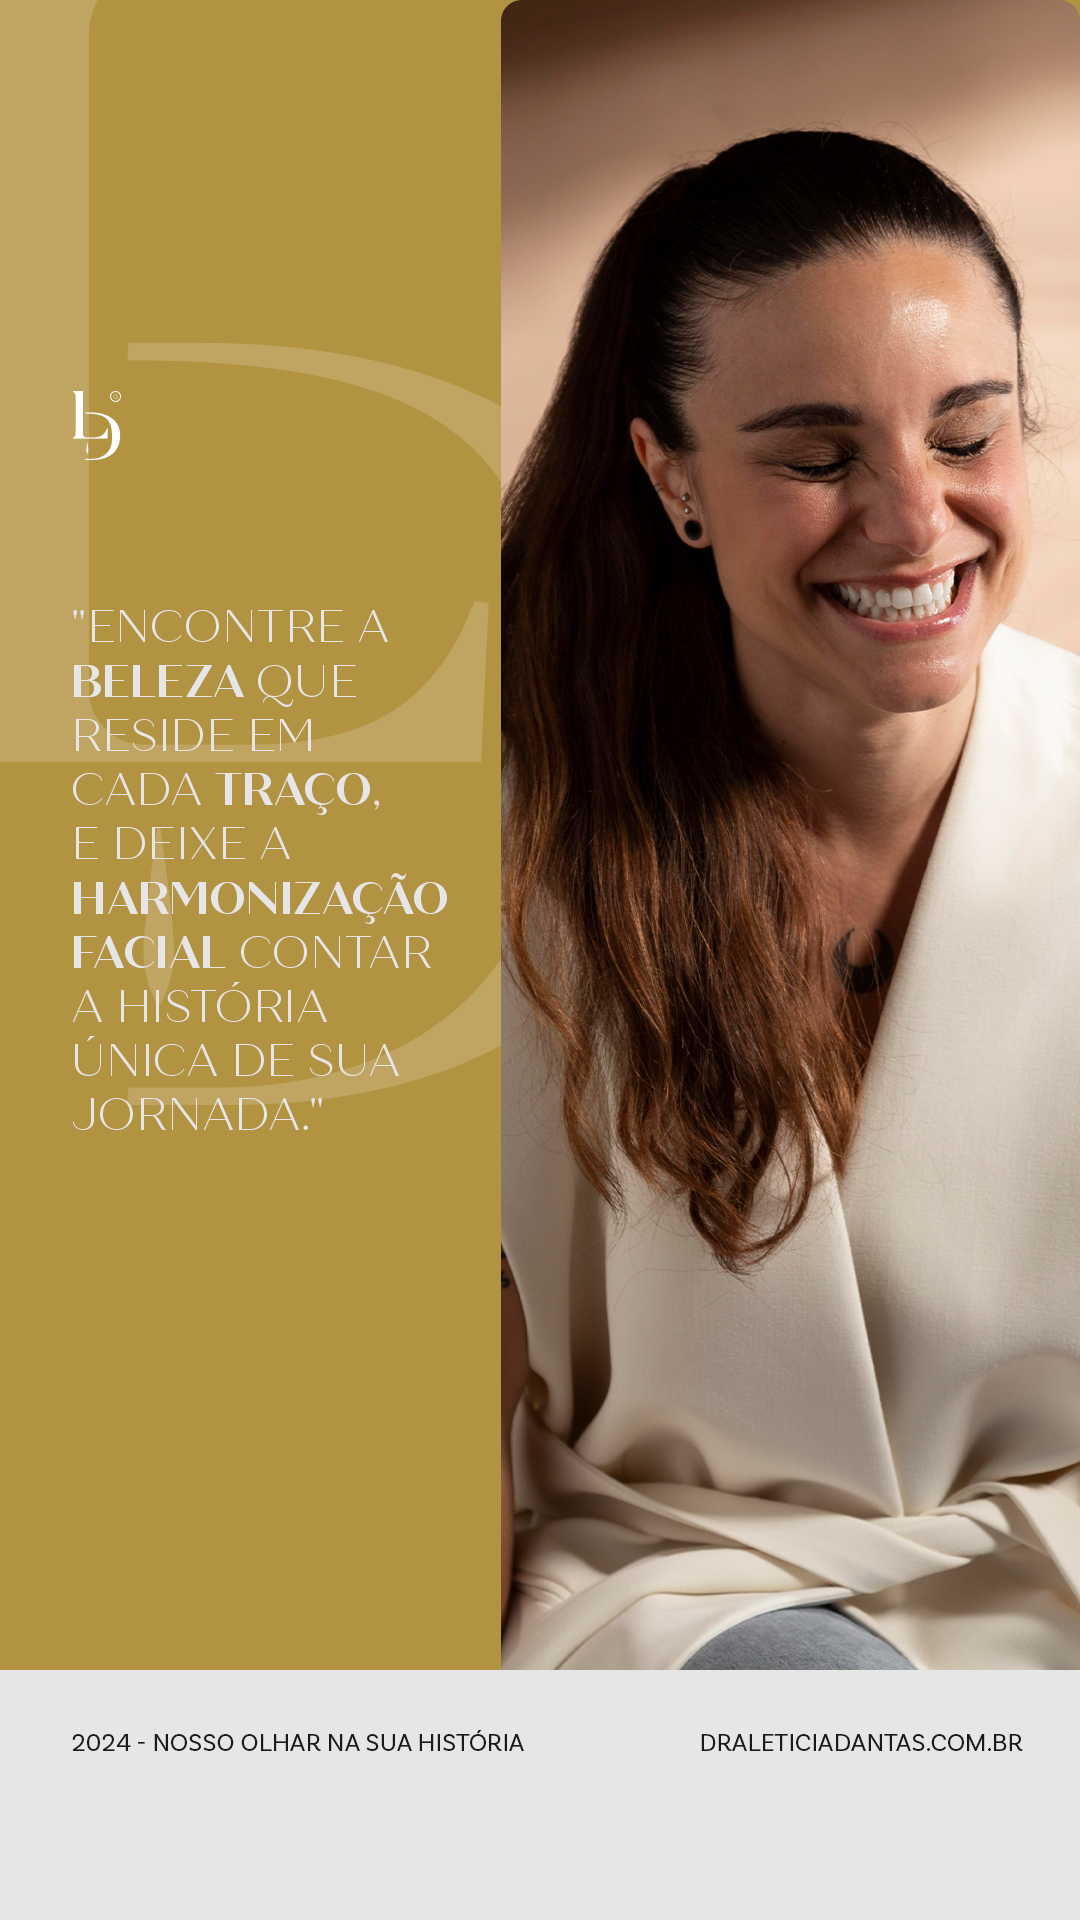 "ENCONTRE A
BELEZA QUE
RESIDE EM
CADA TRAÇO,
E DEIXE A
HARMONIZAÇÃO
FACIAL CONTAR
A HISTÓRIA
ÚNICA DE SUA
JORNADA."
2024 - NOSSO OLHAR NA SUA HISTÓRIA
DRALETICIADANTAS.COM.BR